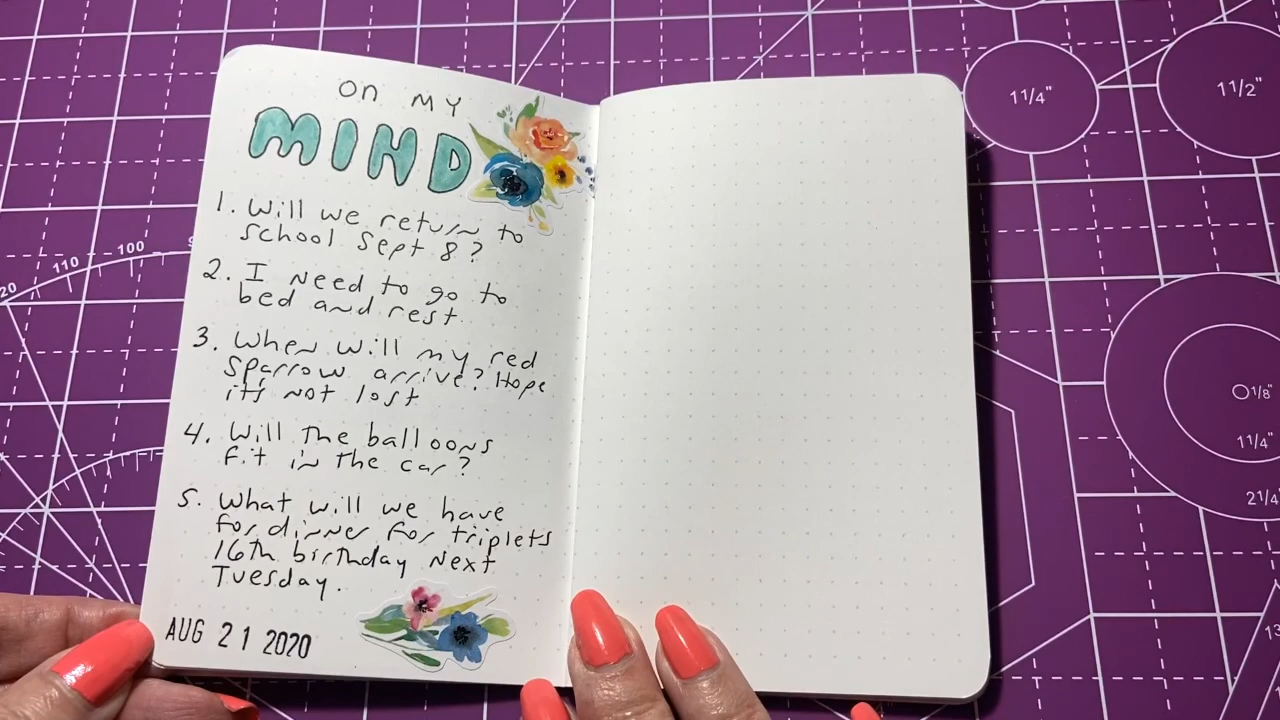 on my
MIND
1. Will we return to
school sept 8?
2. I need to go to
bed and rest
3. When will my red
sparrow arrive? Hope
it's not lost
4. Will the balloons
fit in the car?
5. What will we have
for dinner for triplets
16th birthday next
Tuesday.
AUG 21 2020
20
110
100
1 1/4"
1 1/2"
1/8"
1 1/4"
2 1/4